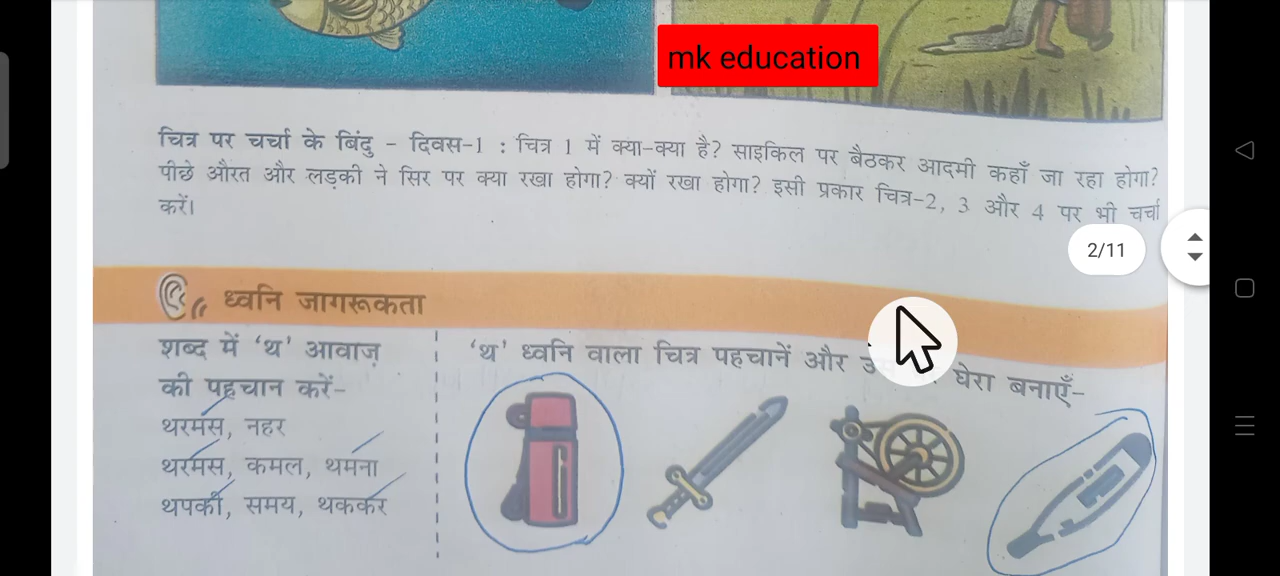 mk education
चित्र पर चर्चा के बिंदु - दिवस-1 : चित्र 1 में क्या-क्या है? साइकिल पर बैठकर आदमी कहाँ जा रहा होगा?
पीछे औरत और लड़की ने सिर पर क्या रखा होगा? क्यों रखा होगा? इसी प्रकार चित्र-2, 3 और 4 पर भी चर्चा
करें।
2/11
ध्वनि जागरूकता
शब्द में ‘थ’ आवाज़
की पहचान करें-
थरमस, नहर
थरमस, कमल, थमना
थपकी, समय, थककर
‘थ’ ध्वनि वाला चित्र पहचानें और घेरा बनाएँ-